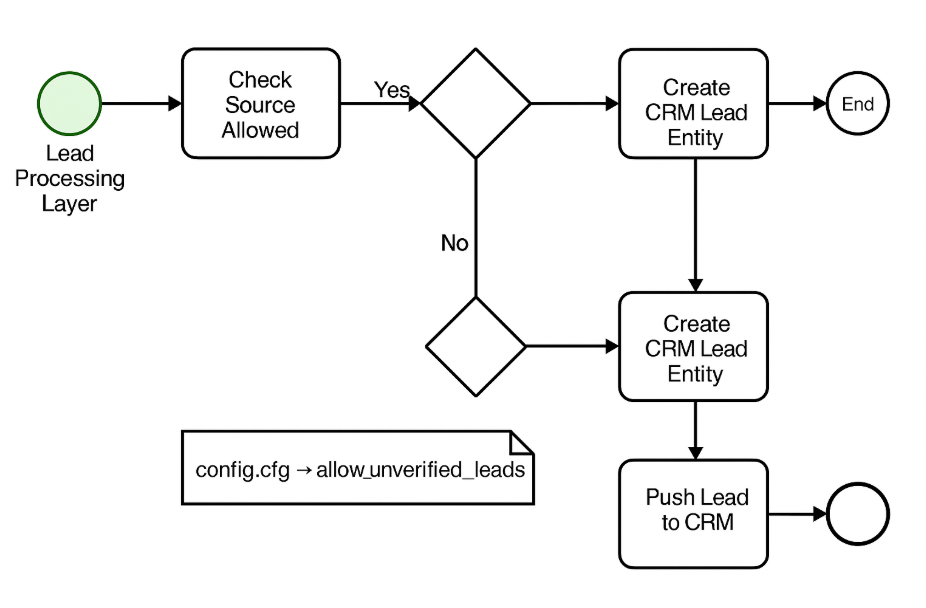 Check
Source
Allowed
Yes
Create
CRM Lead
Entity
End
Lead
Processing
Layer
No
Create
CRM Lead
Entity
config.cfg → allow_unverified_leads
Push Lead
to CRM